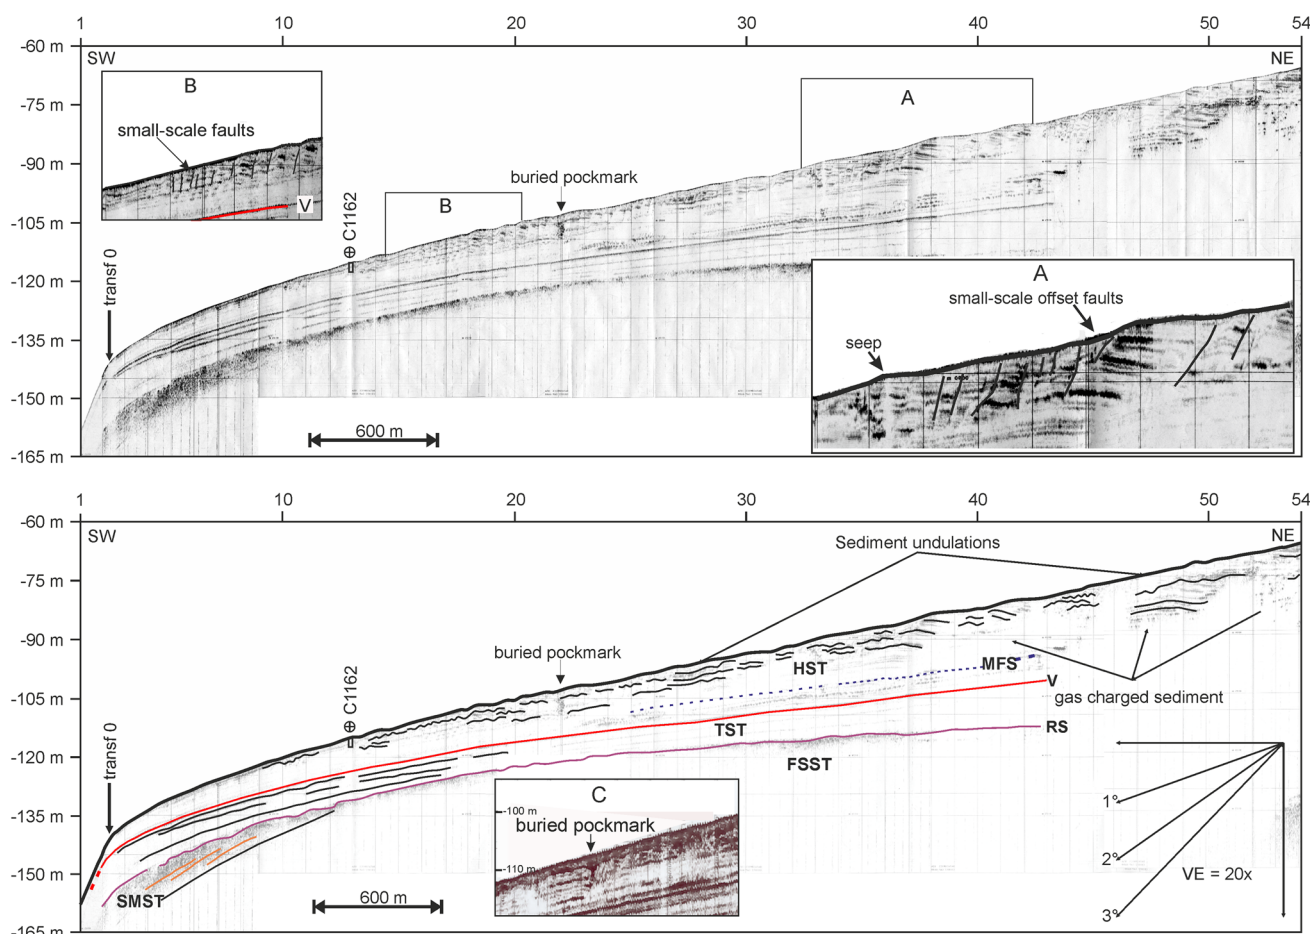 1 10 20 30 40 50 54
-60 m
SW
NE
B
A
-75 m
small-scale faults
-90 m
buried pockmark
V
B
C1162
-105 m
A
-120 m
transf 0
small-scale offset faults
-135 m
seep
-150 m
600 m
-165 m
1 10 20 30 40 50 54
-60 m
SW
NE
Sediment undulations
-75 m
-90 m
buried pockmark
HST
MFS
V
C1162
gas charged sediment
-105 m
TST
RS
-120 m
FSST
transf 0
C
1°
-100 m
-135 m
buried pockmark
2°
-110 m
VE = 20x
-150 m
SMST
600 m
3°
-165 m